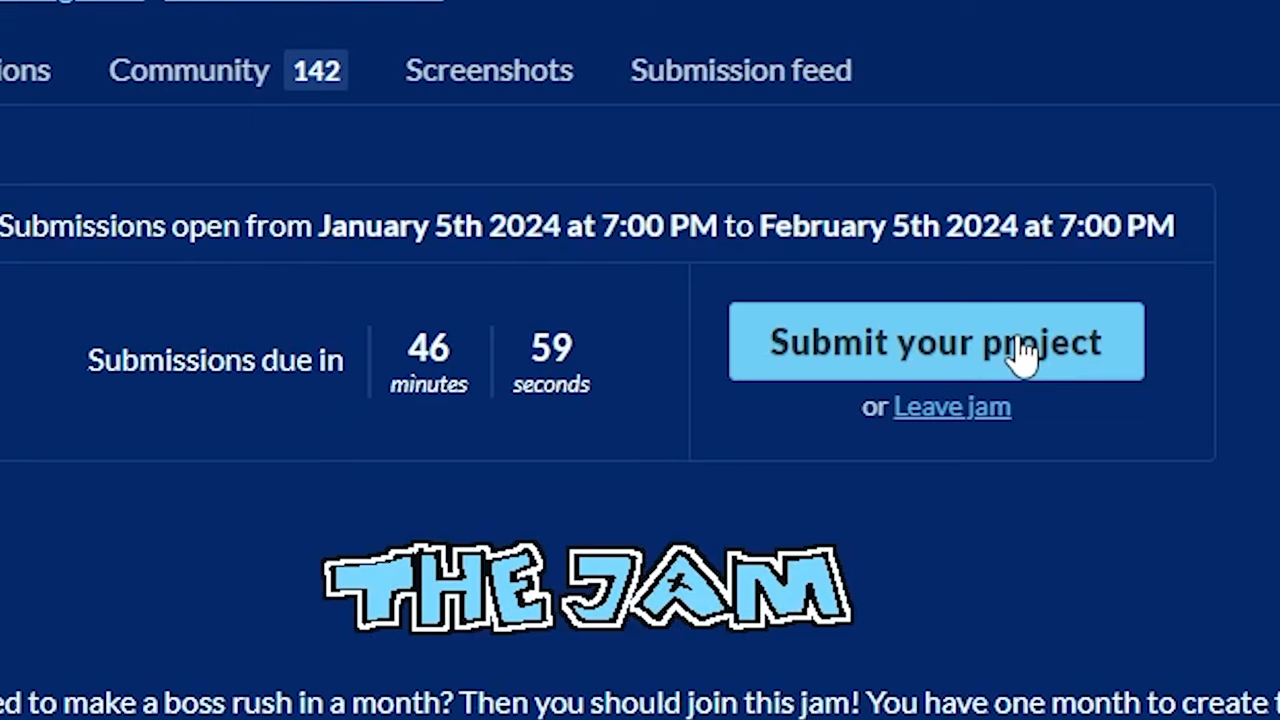 Community 142 Screenshots Submission feed
Submissions open from January 5th 2024 at 7:00 PM to February 5th 2024 at 7:00 PM
Submissions due in 46 minutes 59 seconds
Submit your project
or Leave jam
THE JAM
to make a boss rush in a month? Then you should join this jam! You have one month to create